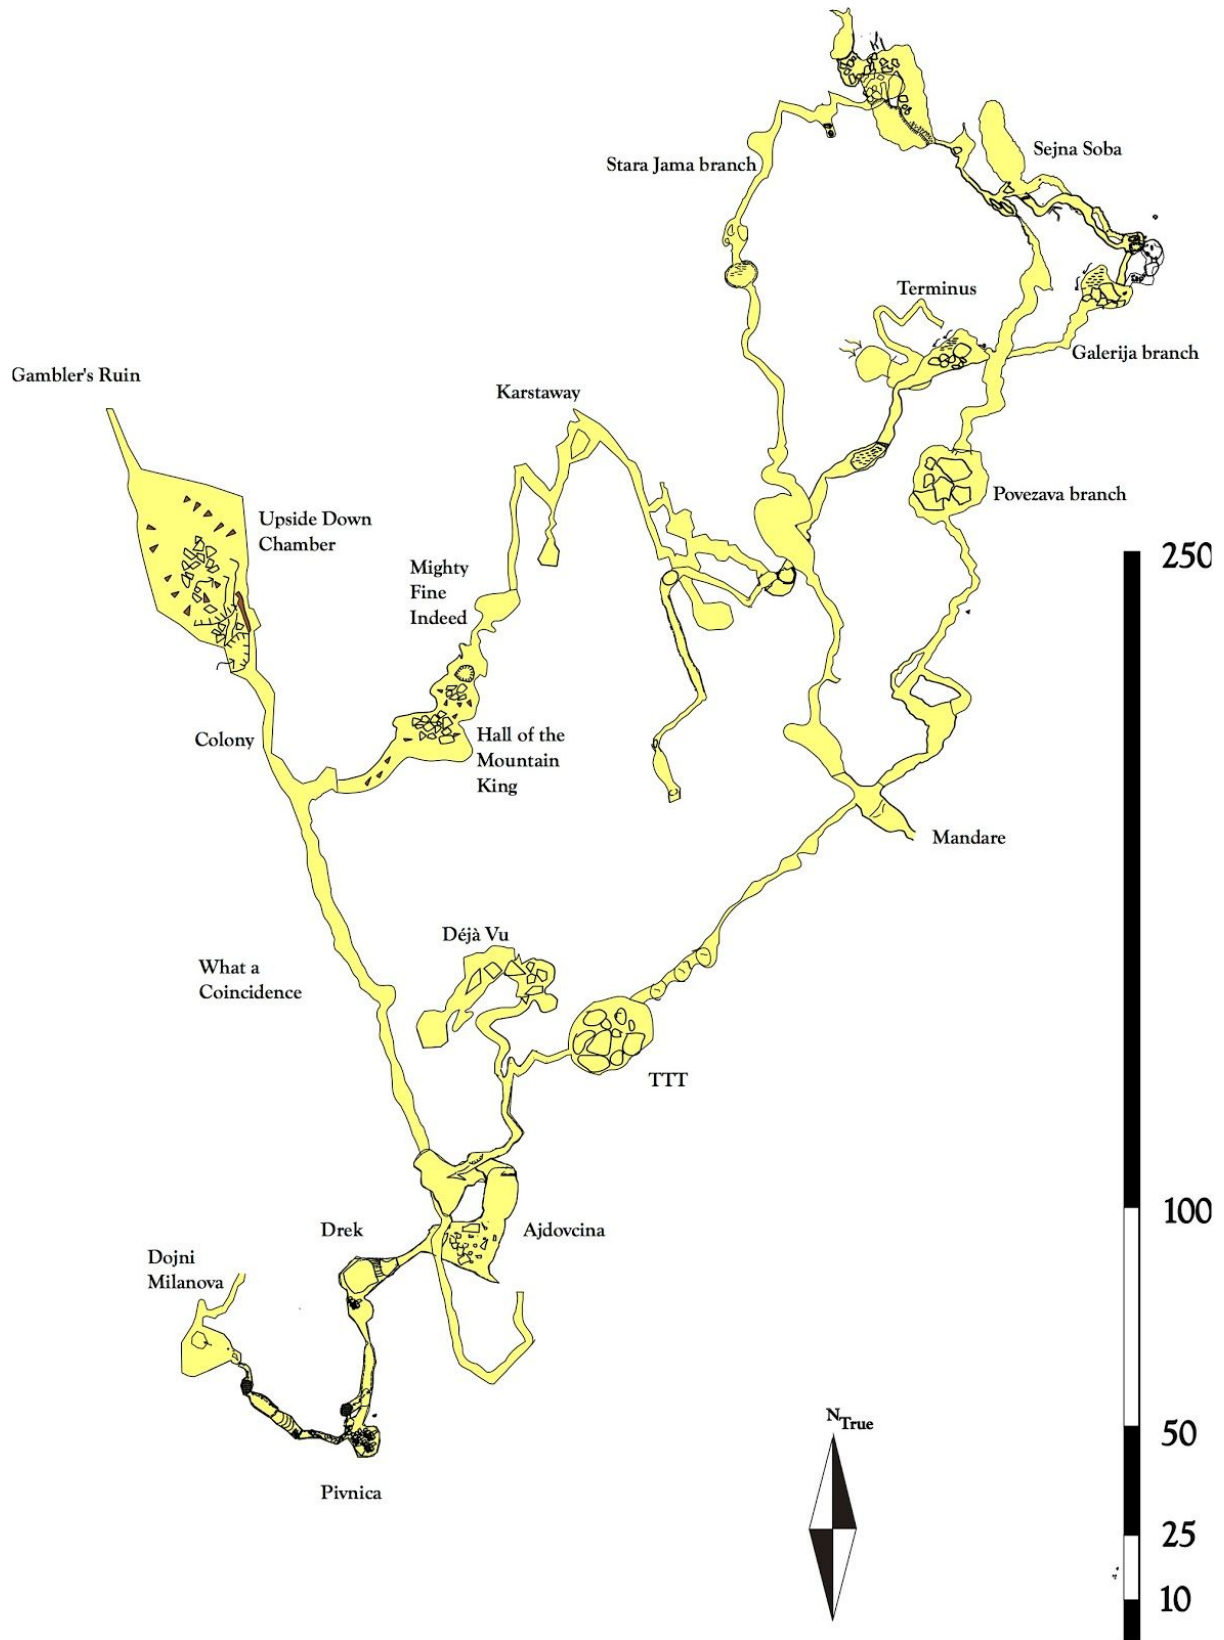 Stara Jama branch
Sejna Soba
Terminus
Galerija branch
Gambler's Ruin
Karstaway
Povezava branch
Upside Down
Chamber
250
Mighty
Fine
Indeed
Colony
Hall of the
Mountain
King
Mandare
Déjà Vu
What a
Coincidence
TTT
100
Drek
Ajdovcina
Dojni
Milanova
N True
50
Pivnica
25
10